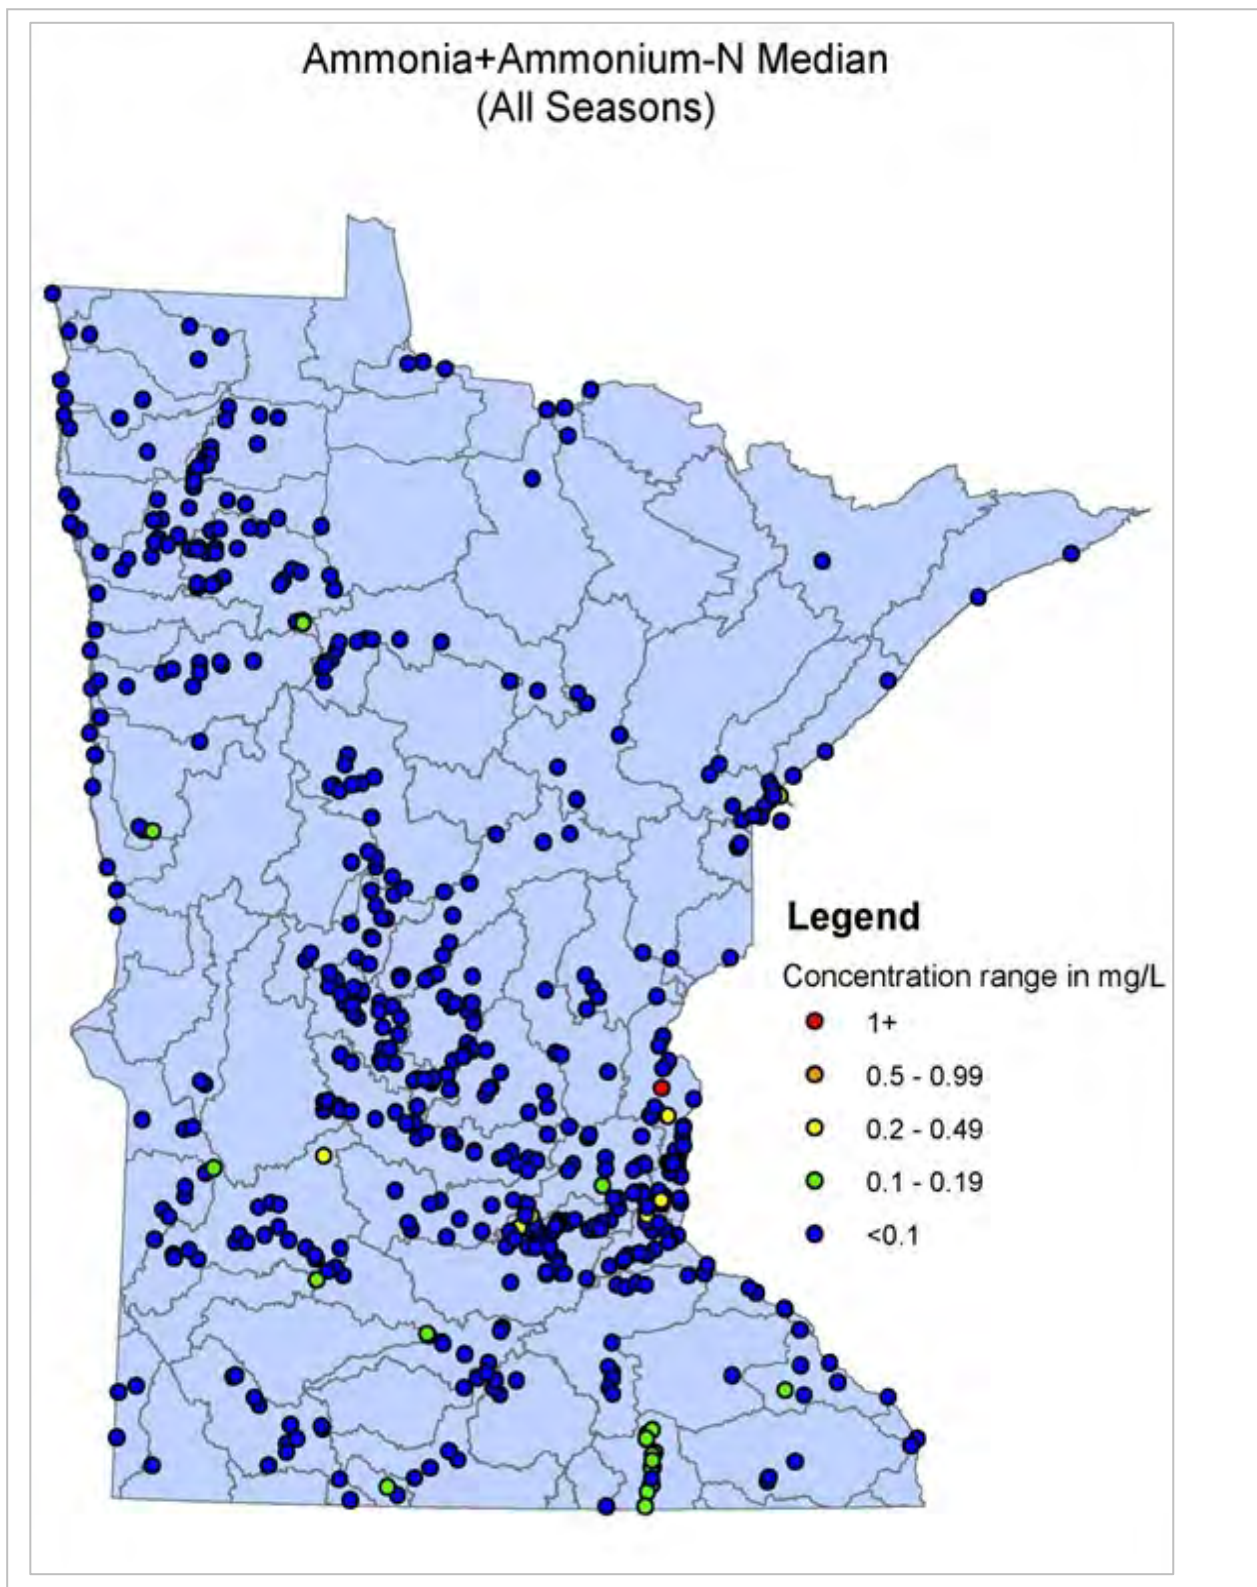 Ammonia+Ammonium-N Median
(All Seasons)
Legend
Concentration range in mg/L
1+
0.5 - 0.99
0.2 - 0.49
0.1 - 0.19
<0.1